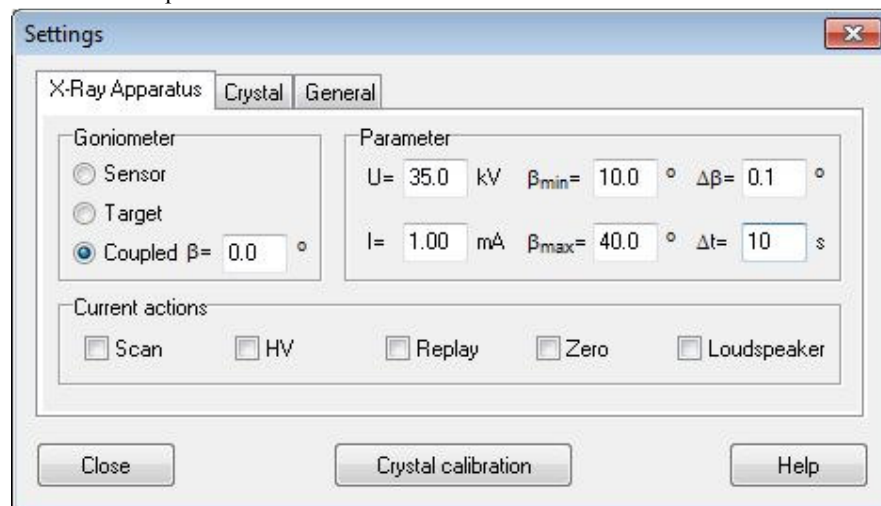 Settings
X-Ray Apparatus Crystal General
Goniometer Parameter
Sensor U= 35.0 kV βmin= 10.0 ° Δβ= 0.1 °
Target
Coupled β= 0.0 ° I= 1.00 mA βmax= 40.0 ° Δt= 10 s
Current actions
Scan HV Replay Zero Loudspeaker
Close Crystal calibration Help